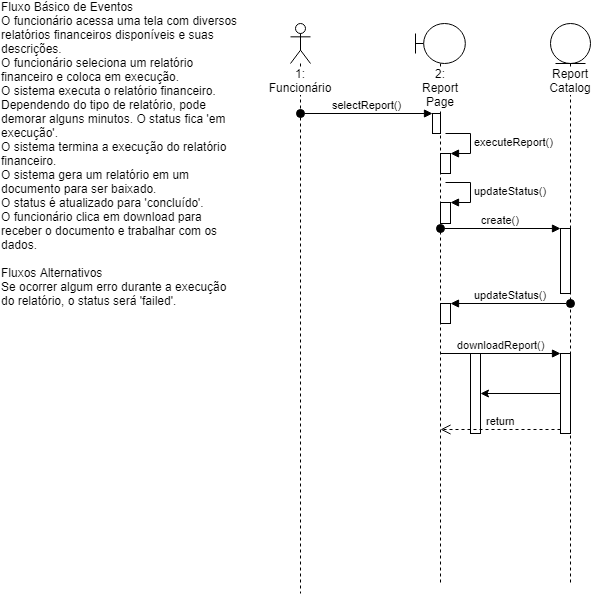 Fluxo Básico de Eventos
O funcionário acessa uma tela com diversos
relatórios financeiros disponíveis e suas
descrições.
O funcionário seleciona um relatório
financeiro e coloca em execução.
O sistema executa o relatório financeiro.
Dependendo do tipo de relatório, pode
demorar alguns minutos. O status fica 'em
execução'.
O sistema termina a execução do relatório
financeiro.
O sistema gera um relatório em um
documento para ser baixado.
O status é atualizado para 'concluído'.
O funcionário clica em download para
receber o documento e trabalhar com os
dados.
Fluxos Alternativos
Se ocorrer algum erro durante a execução
do relatório, o status será 'failed'.
1:
Funcionário
2:
Report
Page
Report
Catalog
selectReport()
executeReport()
updateStatus()
create()
updateStatus()
downloadReport()
return